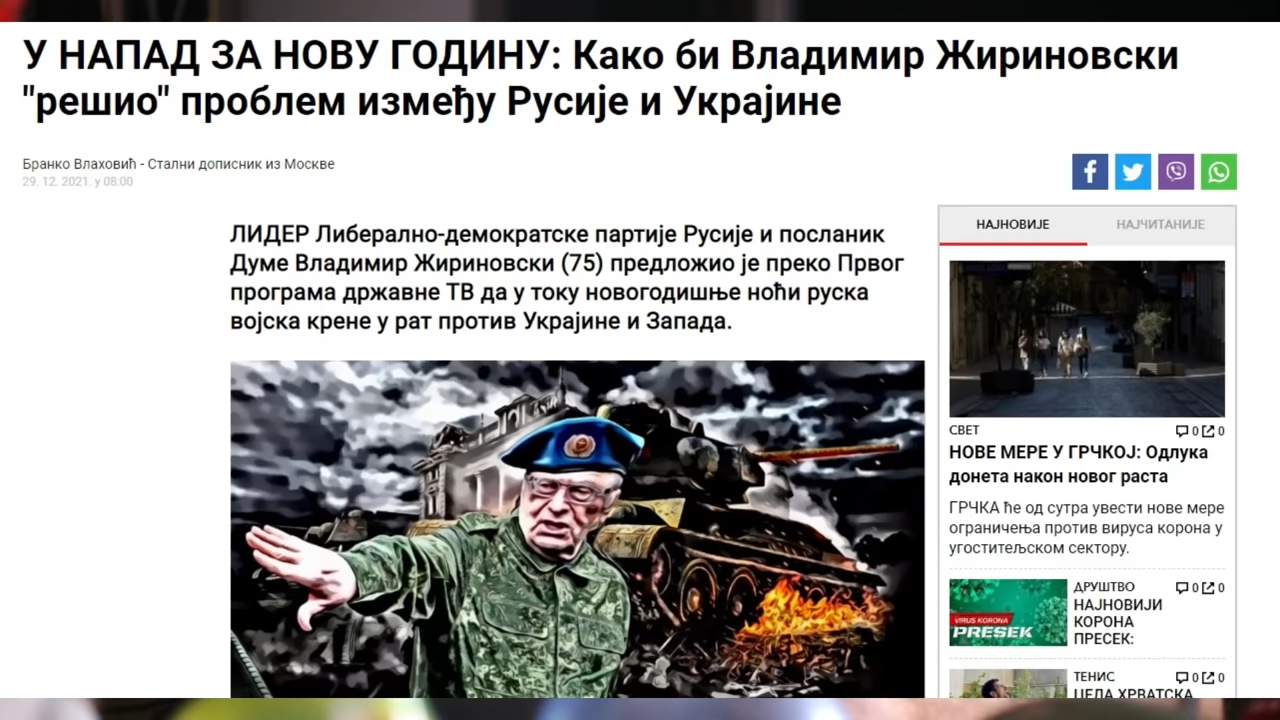 У НАПАД ЗА НОВУ ГОДИНУ: Како би Владимир Жириновски
"решио" проблем између Русије и Украјине
Бранко Влаховић - Стални дописник из Москве
29. 12. 2021. у 08:00
ЛИДЕР Либерално-демократске партије Русије и посланик
Думе Владимир Жириновски (75) предложио је преко Првог
програма државне ТВ да у току новогодишње ноћи руска
војска крене у рат против Украјине и Запада.
НАЈНОВИЈЕ
НАЈЧИТАНИЈЕ
СВЕТ
0 0
НОВЕ МЕРЕ У ГРЧКОЈ: Одлука
донета након новог раста
ГРЧКА ће од сутра увести нове мере
ограничења против вируса корона у
угоститељском сектору.
VIRUS KORONA
PRESEK
ДРУШТВО
0 0
НАЈНОВИЈИ
КОРОНА
ПРЕСЕК:
ТЕНИС
0 0
ЦЕЛА ХРВАТСКА